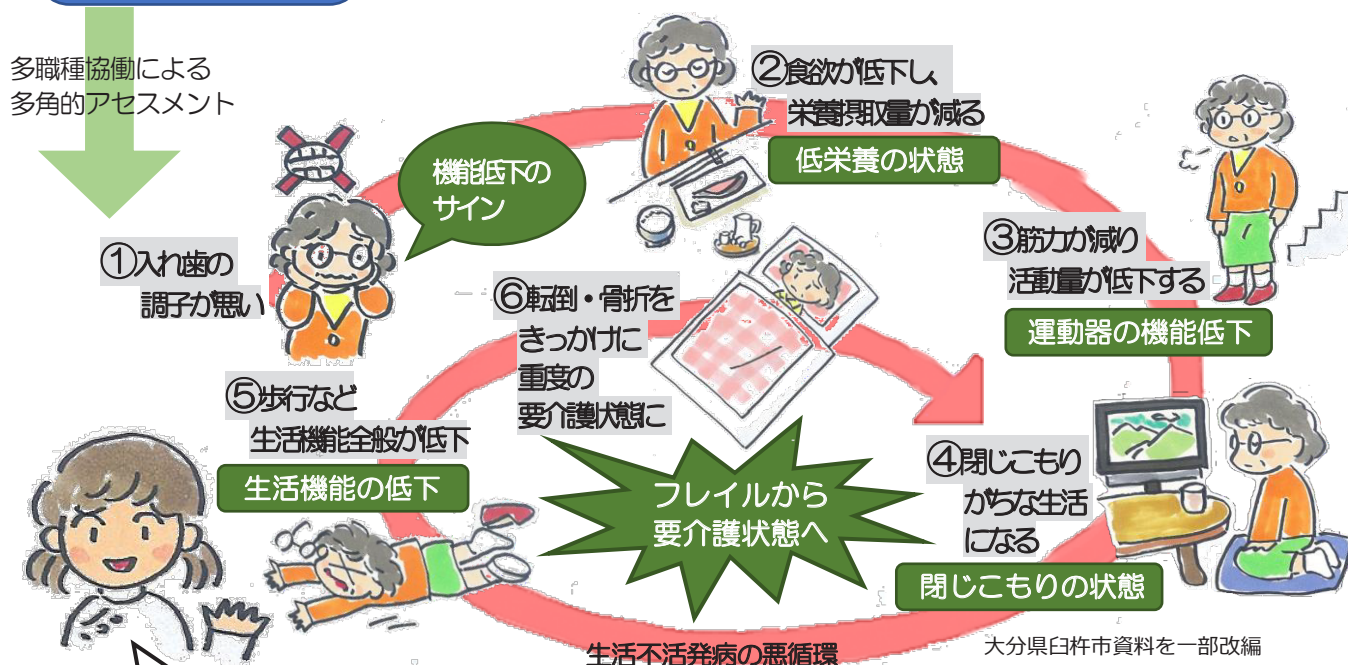 多職種協働による
多角的アセスメント
機能低下の
サイン
①入れ歯の
調子が悪い
②食欲が低下し、
栄養摂取量が減る
低栄養の状態
③筋力が減り
活動量が低下する
運動器の機能低下
④閉じこもり
がちな生活
になる
閉じこもりの状態
⑤歩行など
生活機能全般が低下
生活機能の低下
⑥転倒・骨折を
きっかけに
重度の
要介護状態に
フレイルから
要介護状態へ
生活不活発病の悪循環
大分県臼杵市資料を一部改編